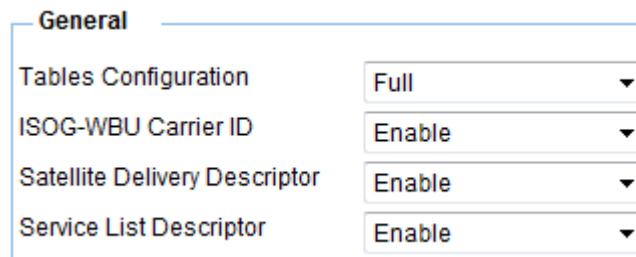 General
Tables Configuration Full
ISOG-WBU Carrier ID Enable
Satellite Delivery Descriptor Enable
Service List Descriptor Enable